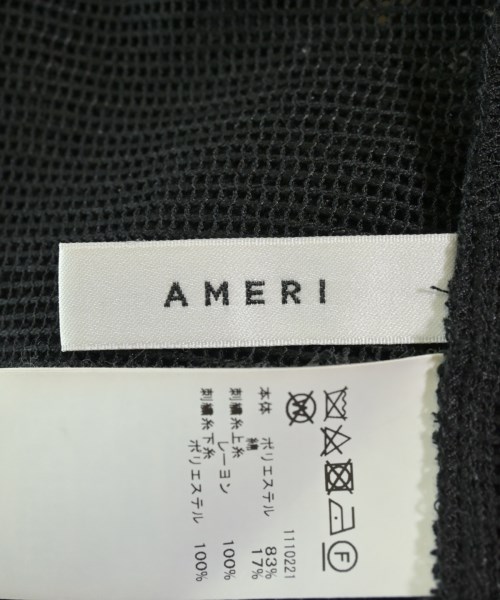 AMERI
1110221
本体 ポリエステル 83%
綿 17%
刺繍糸上糸
レーヨン 100%
刺繍糸下糸
ポリエステル 100%
W
F